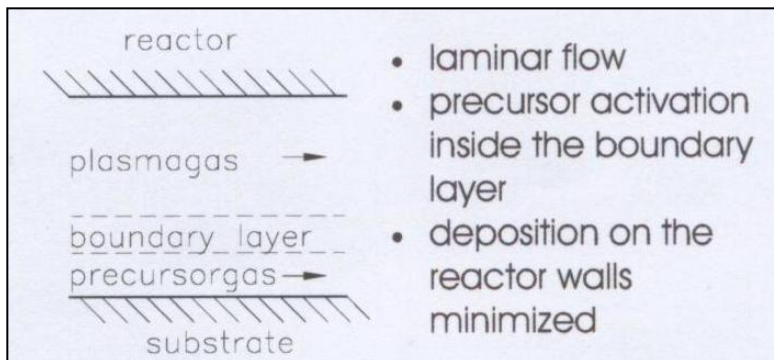 reactor
plasmagas
boundary layer
precursorgas
substrate
• laminar flow
• precursor activation
inside the boundary
layer
• deposition on the
reactor walls
minimized